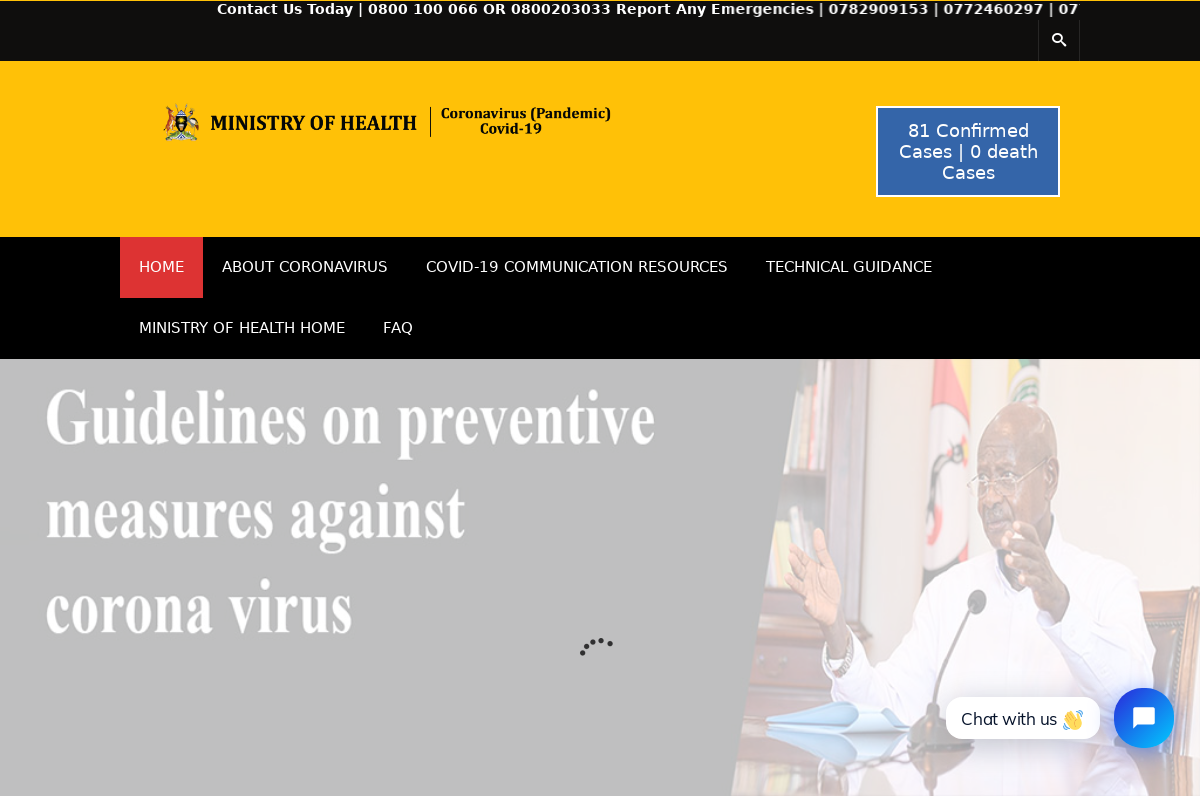 Contact Us Today | 0800 100 066 OR 0800203033 Report Any Emergencies | 0782909153 | 0772460297 | 07
MINISTRY OF HEALTH
Coronavirus (Pandemic)
Covid-19
81 Confirmed
Cases | 0 death
Cases
HOME ABOUT CORONAVIRUS COVID-19 COMMUNICATION RESOURCES TECHNICAL GUIDANCE
MINISTRY OF HEALTH HOME FAQ
Guidelines on preventive
measures against
corona virus
Chat with us 👋